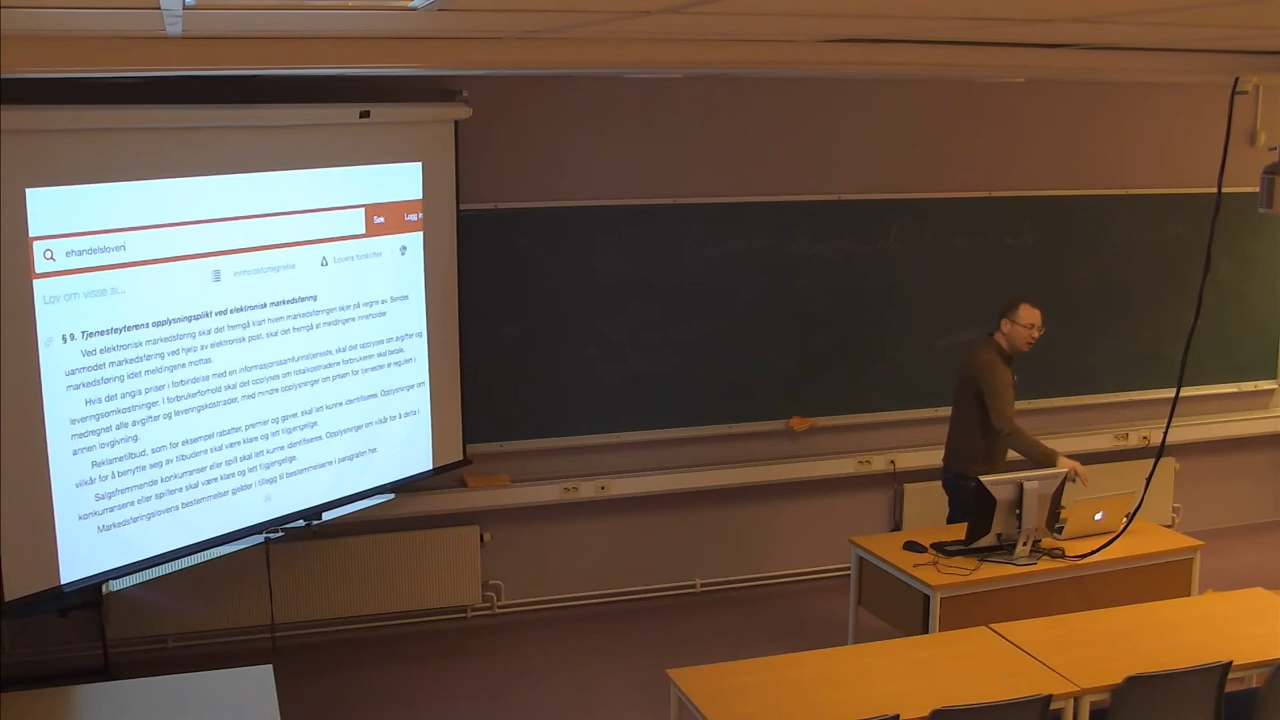 ehandelsloven
Søk
Logg in
Innholdsfortegnelse
Lovens forskrifter
Lov om visse si...
§ 9. Tjenesteyterens opplysningsplikt ved elektronisk markedsføring
Ved elektronisk markedsføring skal det fremgå klart hvem markedsføringen skjer på vegne av. Sendes
uanmodet markedsføring ved hjelp av elektronisk post, skal det fremgå at meldingene inneholder
markedsføring idet meldingene mottas.
Hvis det angis priser i forbindelse med en informasjonssamfunnstjeneste, skal det opplyses om avgifter og
leveringsomkostninger. I forbrukerforhold skal det opplyses om totalkostnadene forbrukeren skal betale,
medregnet alle avgifter og leveringskostnader, med mindre opplysninger om prisen for tjenesten er regulert i
annen lovgivning.
Reklametilbud, som for eksempel rabatter, premier og gaver, skal lett kunne identifiseres. Opplysninger om
vilkår for å benytte seg av tilbudene skal være klare og lett tilgjengelige.
Salgsfremmende konkurranser eller spill skal lett kunne identifiseres. Opplysninger om vilkår for å delta i
konkurransene eller spillene skal være klare og lett tilgjengelige.
Markedsføringslovens bestemmelser gjelder i tillegg til bestemmelsene i paragrafen her.